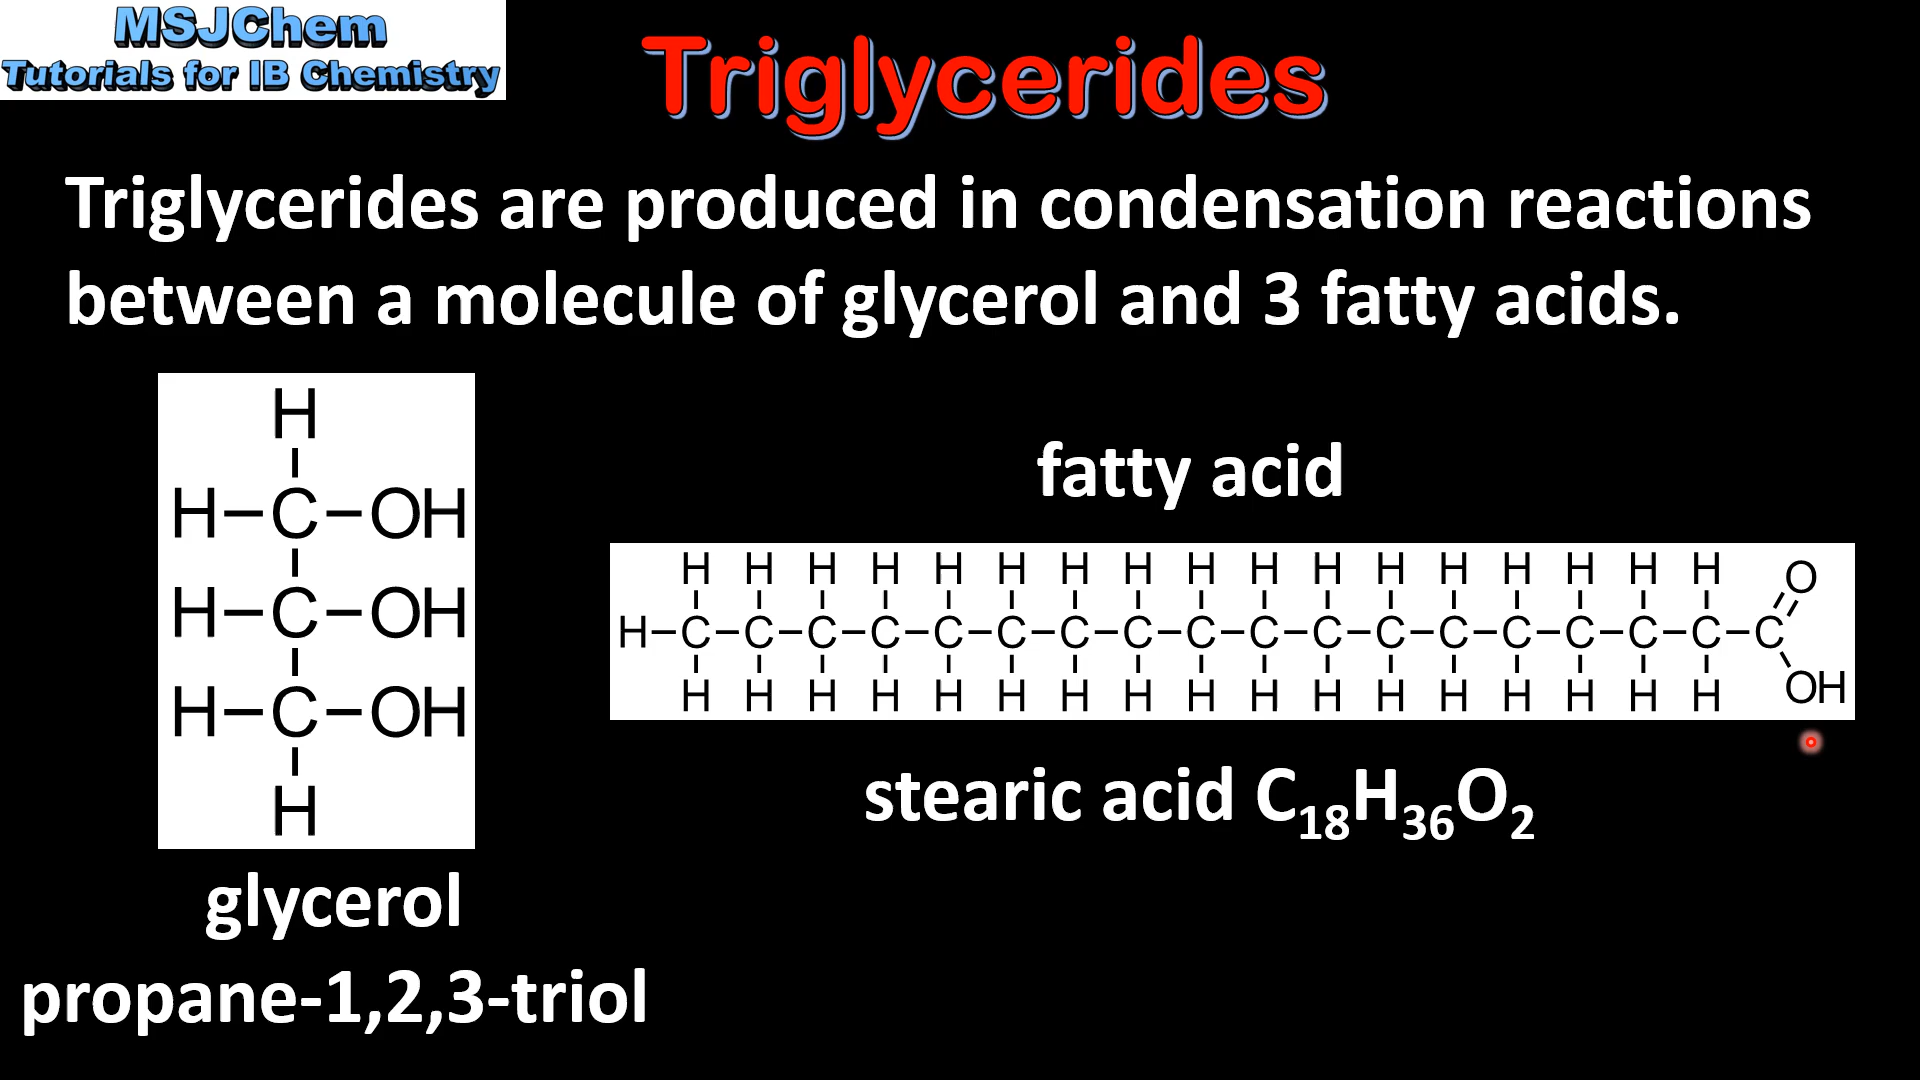 MSJChem
Tutorials for IB Chemistry
Triglycerides
Triglycerides are produced in condensation reactions
between a molecule of glycerol and 3 fatty acids.
H
H–C–OH
H–C–OH
H–C–OH
H
glycerol
propane-1,2,3-triol
fatty acid
H H H H H H H H H H H H H H H H H O
H–C–C–C–C–C–C–C–C–C–C–C–C–C–C–C–C–C–C
H H H H H H H H H H H H H H H H H OH
stearic acid C₁₈H₃₆O₂